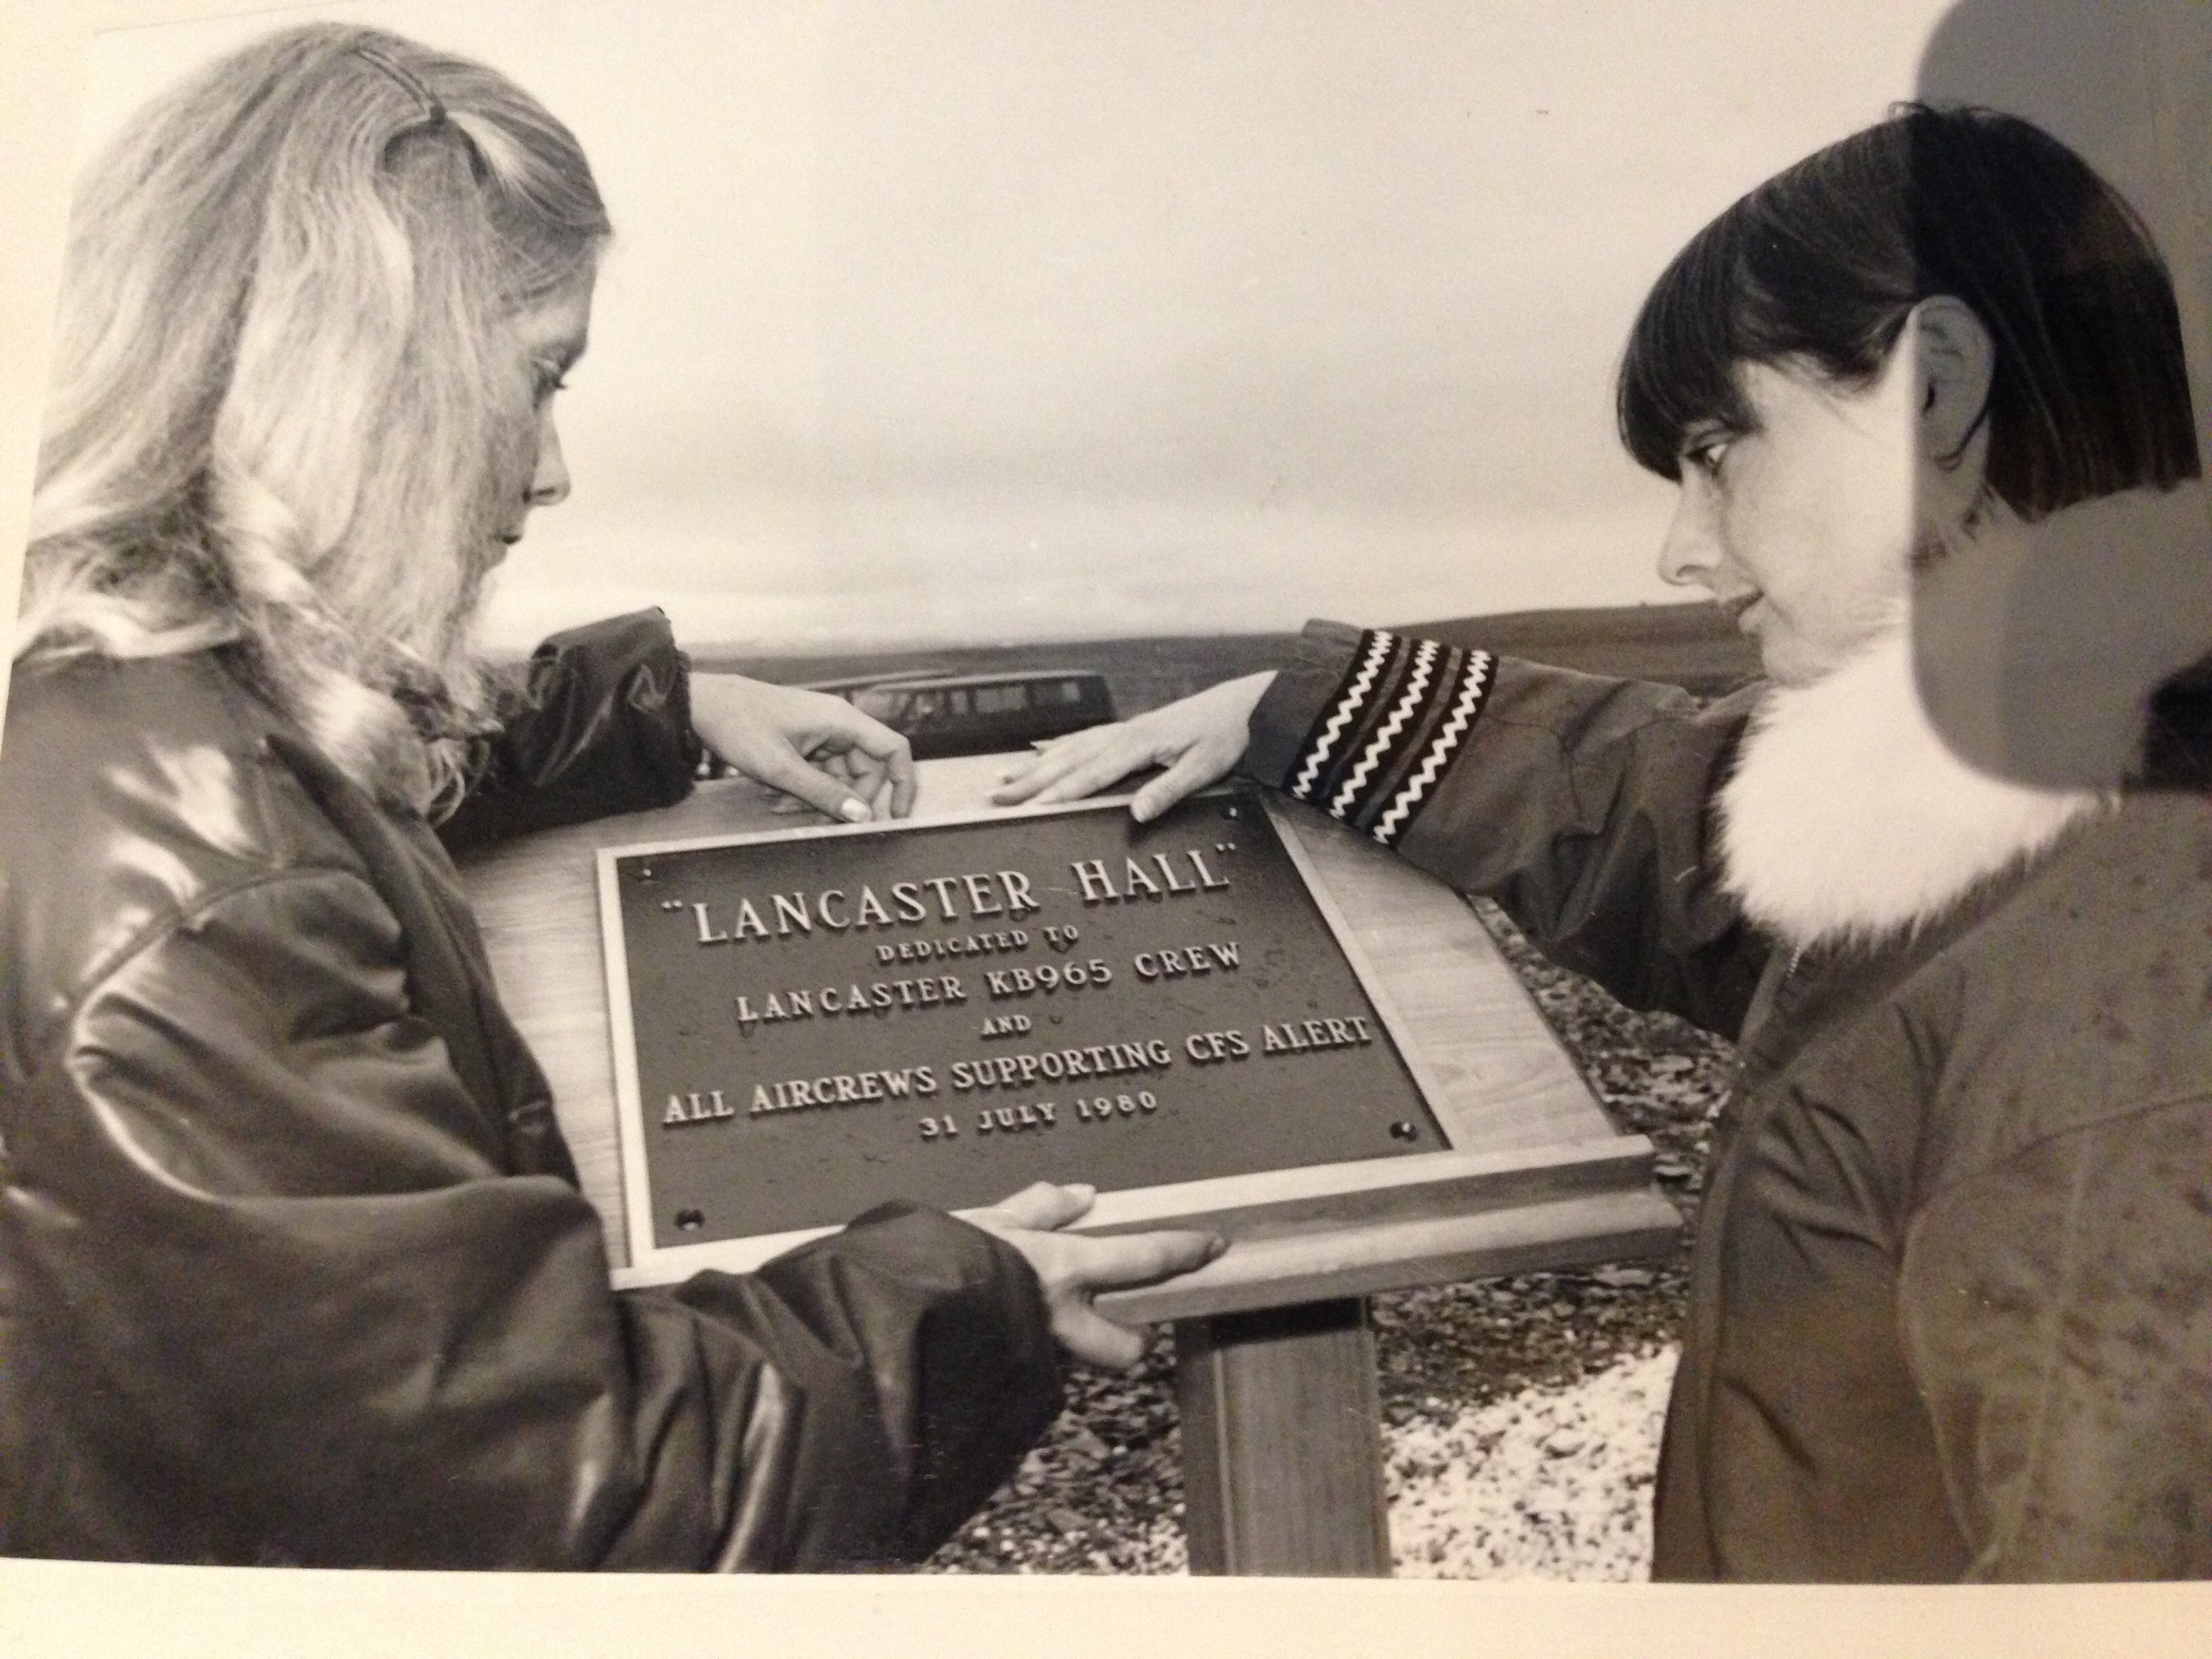 "LANCASTER HALL"
DEDICATED TO
LANCASTER KB965 CREW
AND
ALL AIRCREWS SUPPORTING CFS ALERT
31 JULY 1980